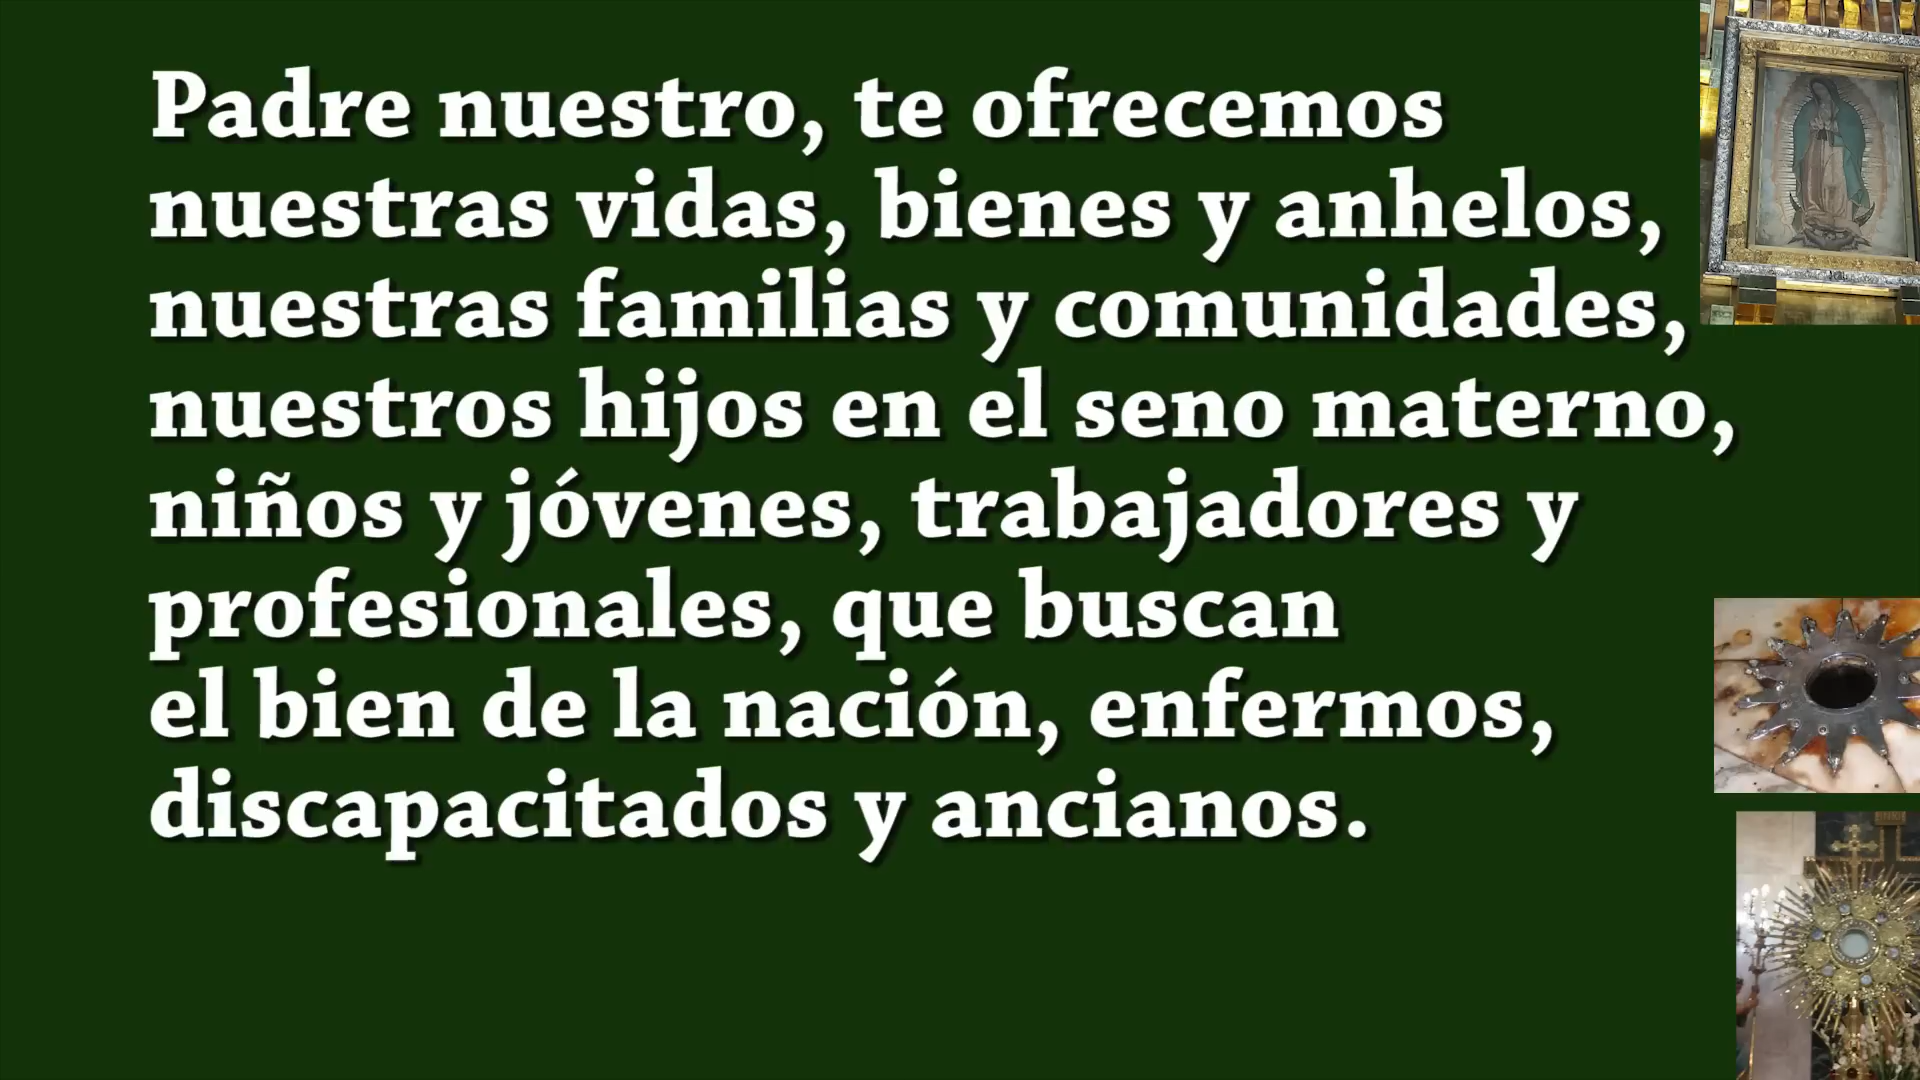 Padre nuestro, te ofrecemos
nuestras vidas, bienes y anhelos,
nuestras familias y comunidades,
nuestros hijos en el seno materno,
niños y jóvenes, trabajadores y
profesionales, que buscan
el bien de la nación, enfermos,
discapacitados y ancianos.